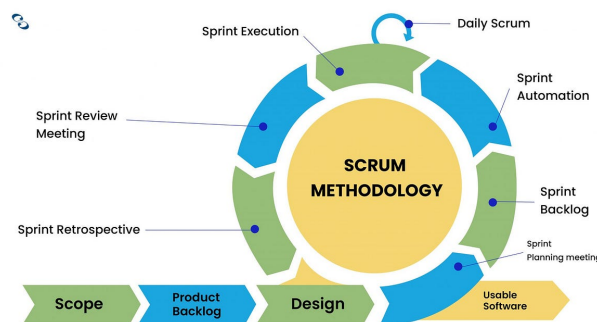 Daily Scrum
Sprint Execution
Sprint
Automation
Sprint Review
Meeting
SCRUM
METHODOLOGY
Sprint
Backlog
Sprint Retrospective
Sprint
Planning meeting
Scope
Product
Backlog
Design
Usable
Software